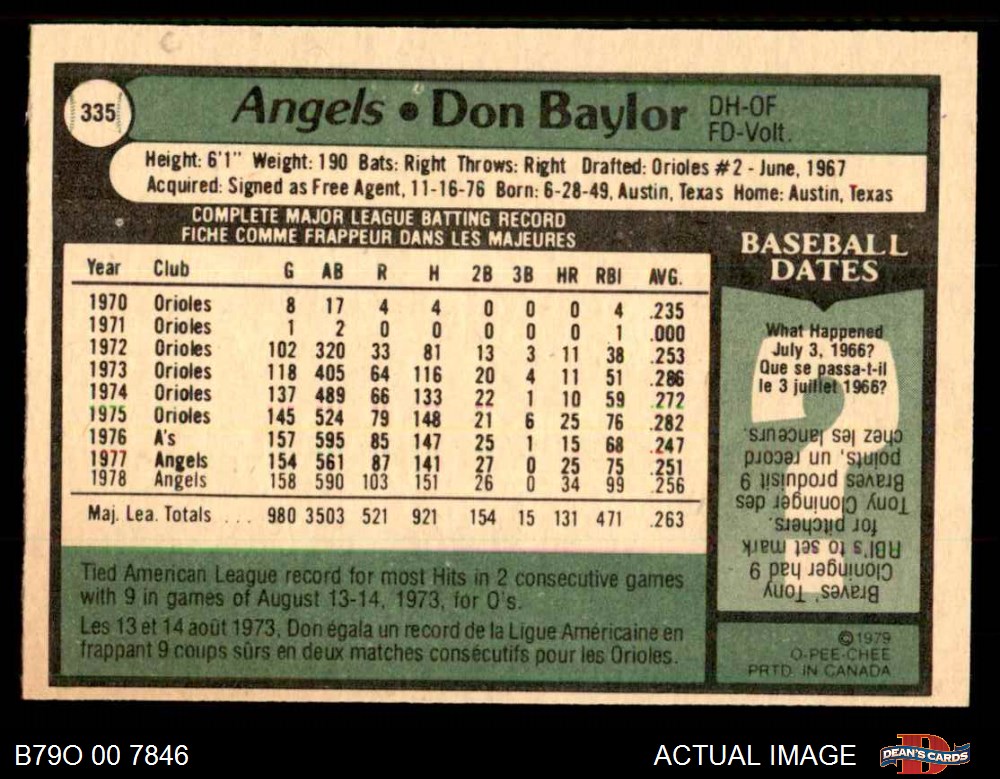 335
Angels • Don Baylor DH-OF
FD-Volt.
Height: 6'1" Weight: 190 Bats: Right Throws: Right Drafted: Orioles #2 - June, 1967
Acquired: Signed as Free Agent, 11-16-76 Born: 6-28-49, Austin, Texas Home: Austin, Texas
COMPLETE MAJOR LEAGUE BATTING RECORD
FICHE COMME FRAPPEUR DANS LES MAJEURES
Year Club G AB R H 2B 3B HR RBI AVG.
1970 Orioles 8 17 4 4 0 0 0 4 .235
1971 Orioles 1 2 0 0 0 0 0 1 .000
1972 Orioles 102 320 33 81 13 3 11 38 .253
1973 Orioles 118 405 64 116 20 4 11 51 .286
1974 Orioles 137 489 66 133 22 1 10 59 .272
1975 Orioles 145 524 79 148 21 6 25 76 .282
1976 A's 157 595 85 147 25 1 15 68 .247
1977 Angels 154 561 87 141 27 0 25 75 .251
1978 Angels 158 590 103 151 26 0 34 99 .256
Maj. Lea. Totals ... 980 3503 521 921 154 15 131 471 .263
Tied American League record for most Hits in 2 consecutive games
with 9 in games of August 13-14, 1973, for O's.
Les 13 et 14 août 1973, Don égala un record de la Ligue Américaine en
frappant 9 coups sûrs en deux matches consécutifs pour les Orioles.
BASEBALL
DATES
What Happened
July 3, 1966?
Que se passa-t-il
le 3 juillet 1966?
Braves' Tony
Cloninger had 9
RBI's to set mark
for pitchers.
Tony Cloninger des
Braves produisit 9
points, un record
chez les lanceurs.
©1979
O-PEE-CHEE
PRTD. IN CANADA
B79O 00 7846
ACTUAL IMAGE
DEAN'S CARDS